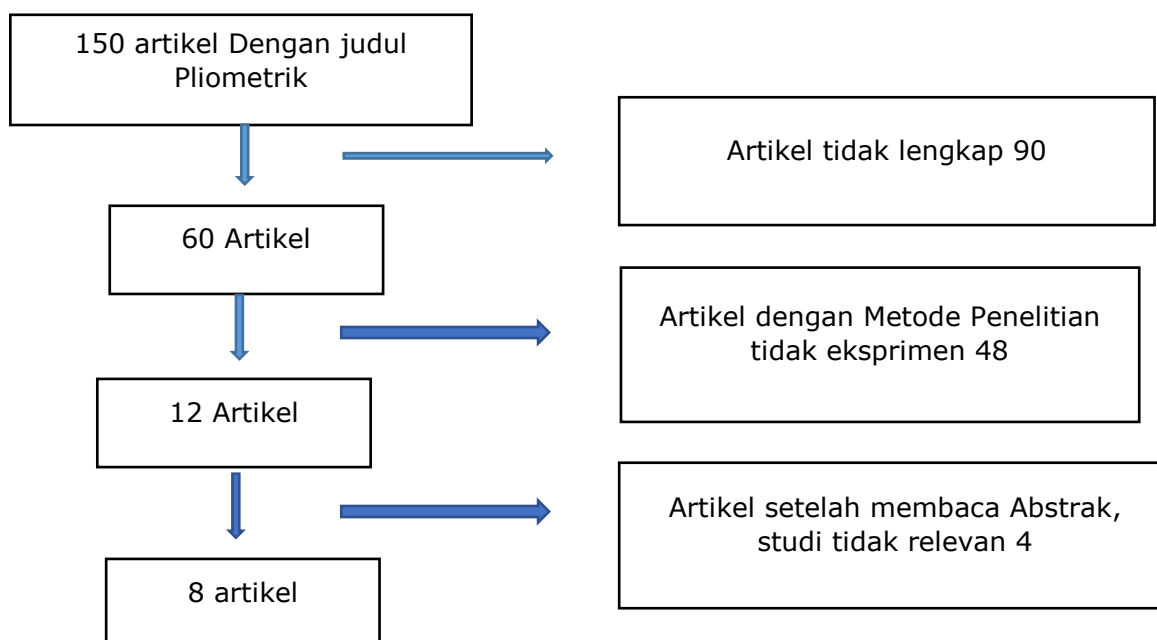 150 artikel Dengan judul
Pliometrik
Artikel tidak lengkap 90
60 Artikel
Artikel dengan Metode Penelitian
tidak eksprimen 48
12 Artikel
Artikel setelah membaca Abstrak,
studi tidak relevan 4
8 artikel